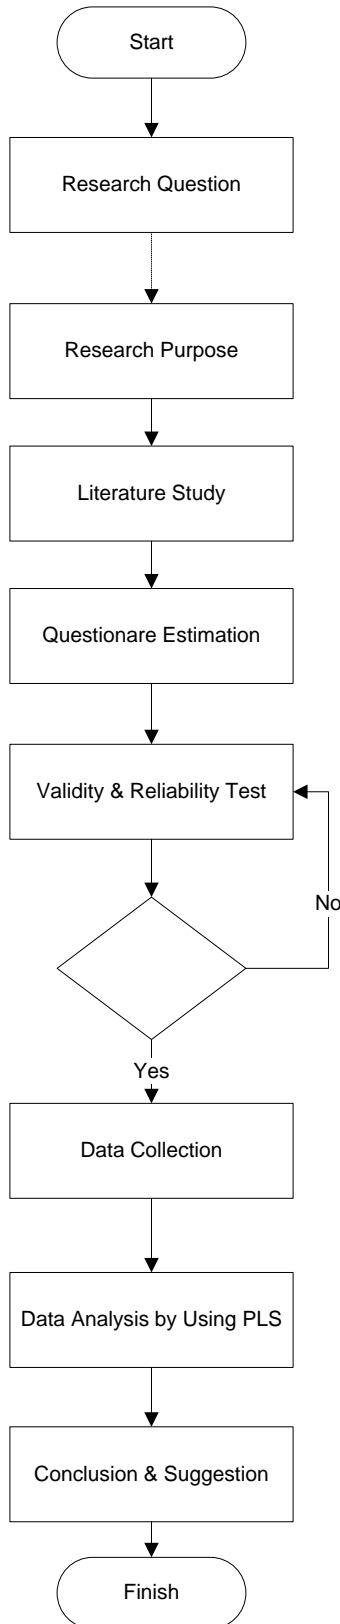 Start
Research Question
Research Purpose
Literature Study
Questionare Estimation
Validity & Reliability Test
No
Yes
Data Collection
Data Analysis by Using PLS
Conclusion & Suggestion
Finish